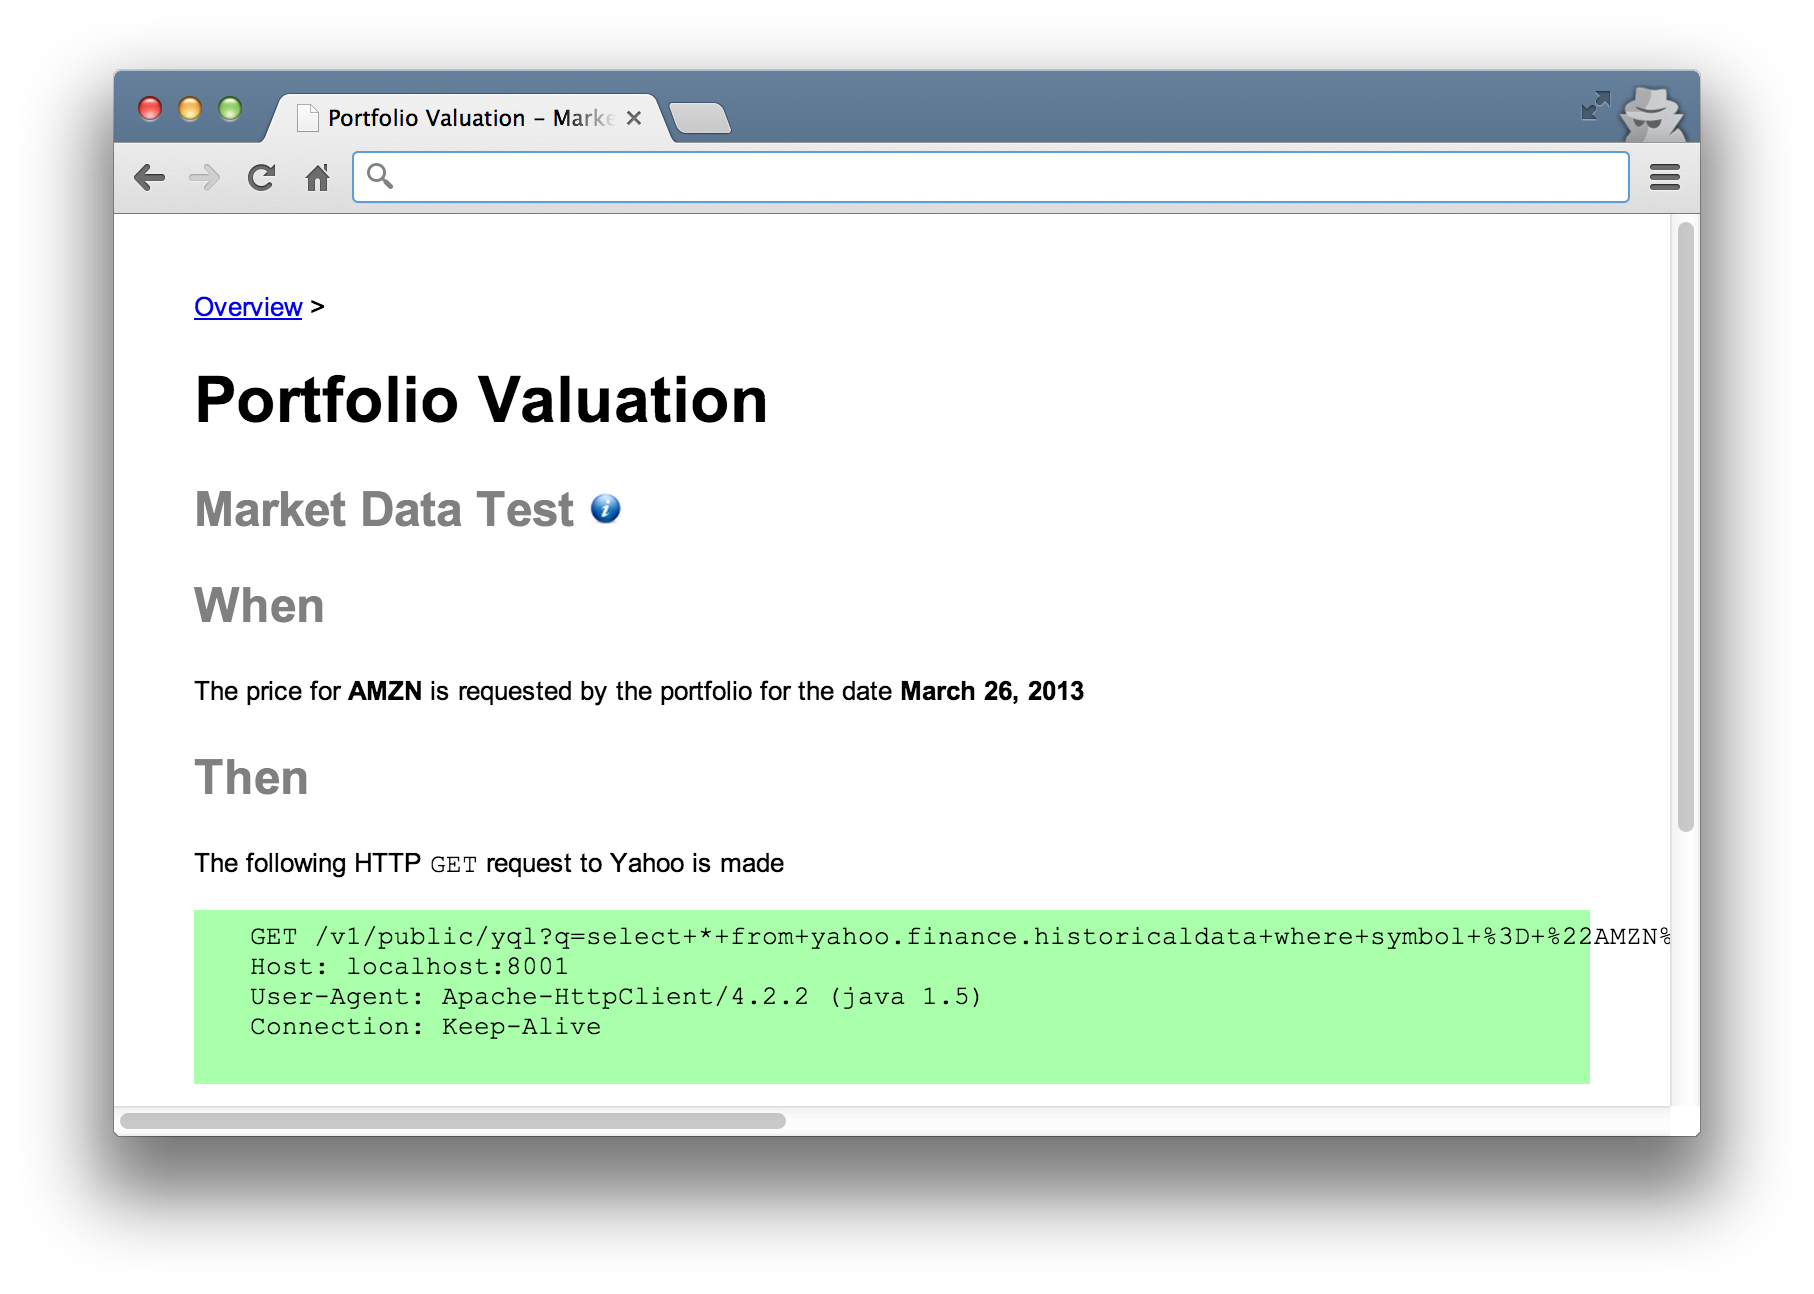 Portfolio Valuation – Marke
Overview >
Portfolio Valuation
Market Data Test i
When
The price for AMZN is requested by the portfolio for the date March 26, 2013
Then
The following HTTP GET request to Yahoo is made
GET /v1/public/yql?q=select+*+from+yahoo.finance.historicaldata+where+symbol+%3D+%22AMZN%
Host: localhost:8001
User-Agent: Apache-HttpClient/4.2.2 (java 1.5)
Connection: Keep-Alive